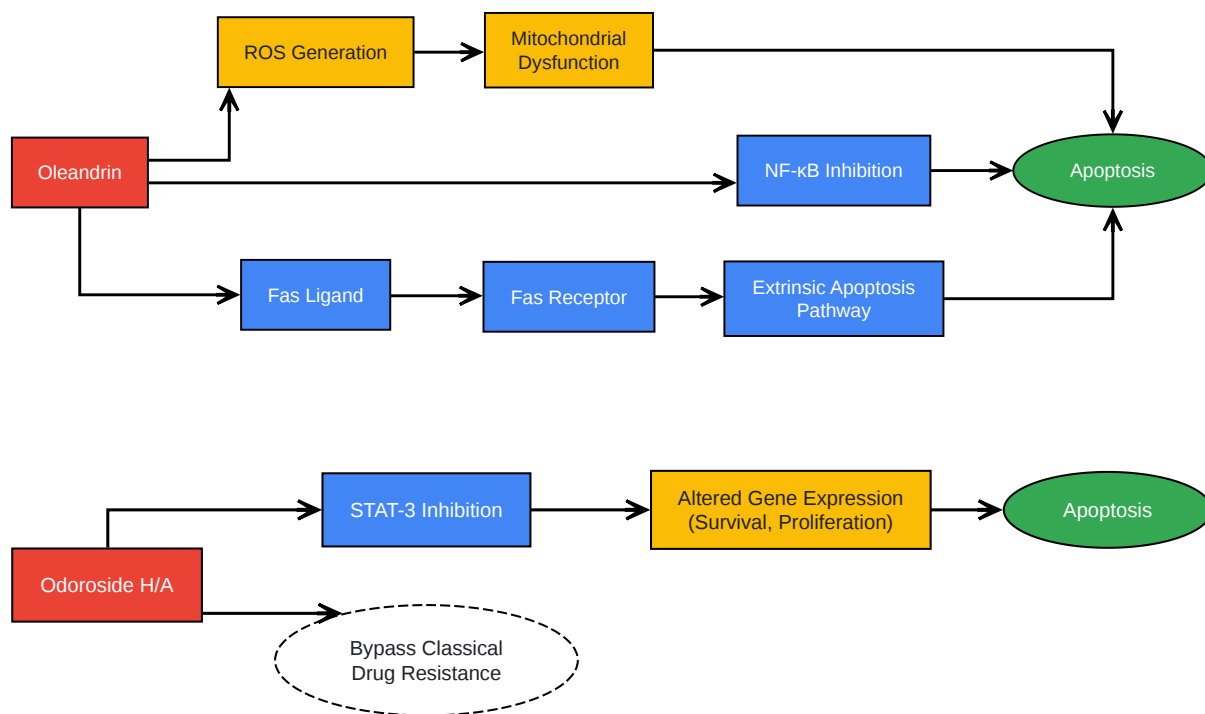 ROS Generation
Mitochondrial
Dysfunction
Oleandrin
NF-κB Inhibition
Apoptosis
Fas Ligand
Fas Receptor
Extrinsic Apoptosis
Pathway
STAT-3 Inhibition
Altered Gene Expression
(Survival, Proliferation)
Apoptosis
Odoroside H/A
Bypass Classical
Drug Resistance